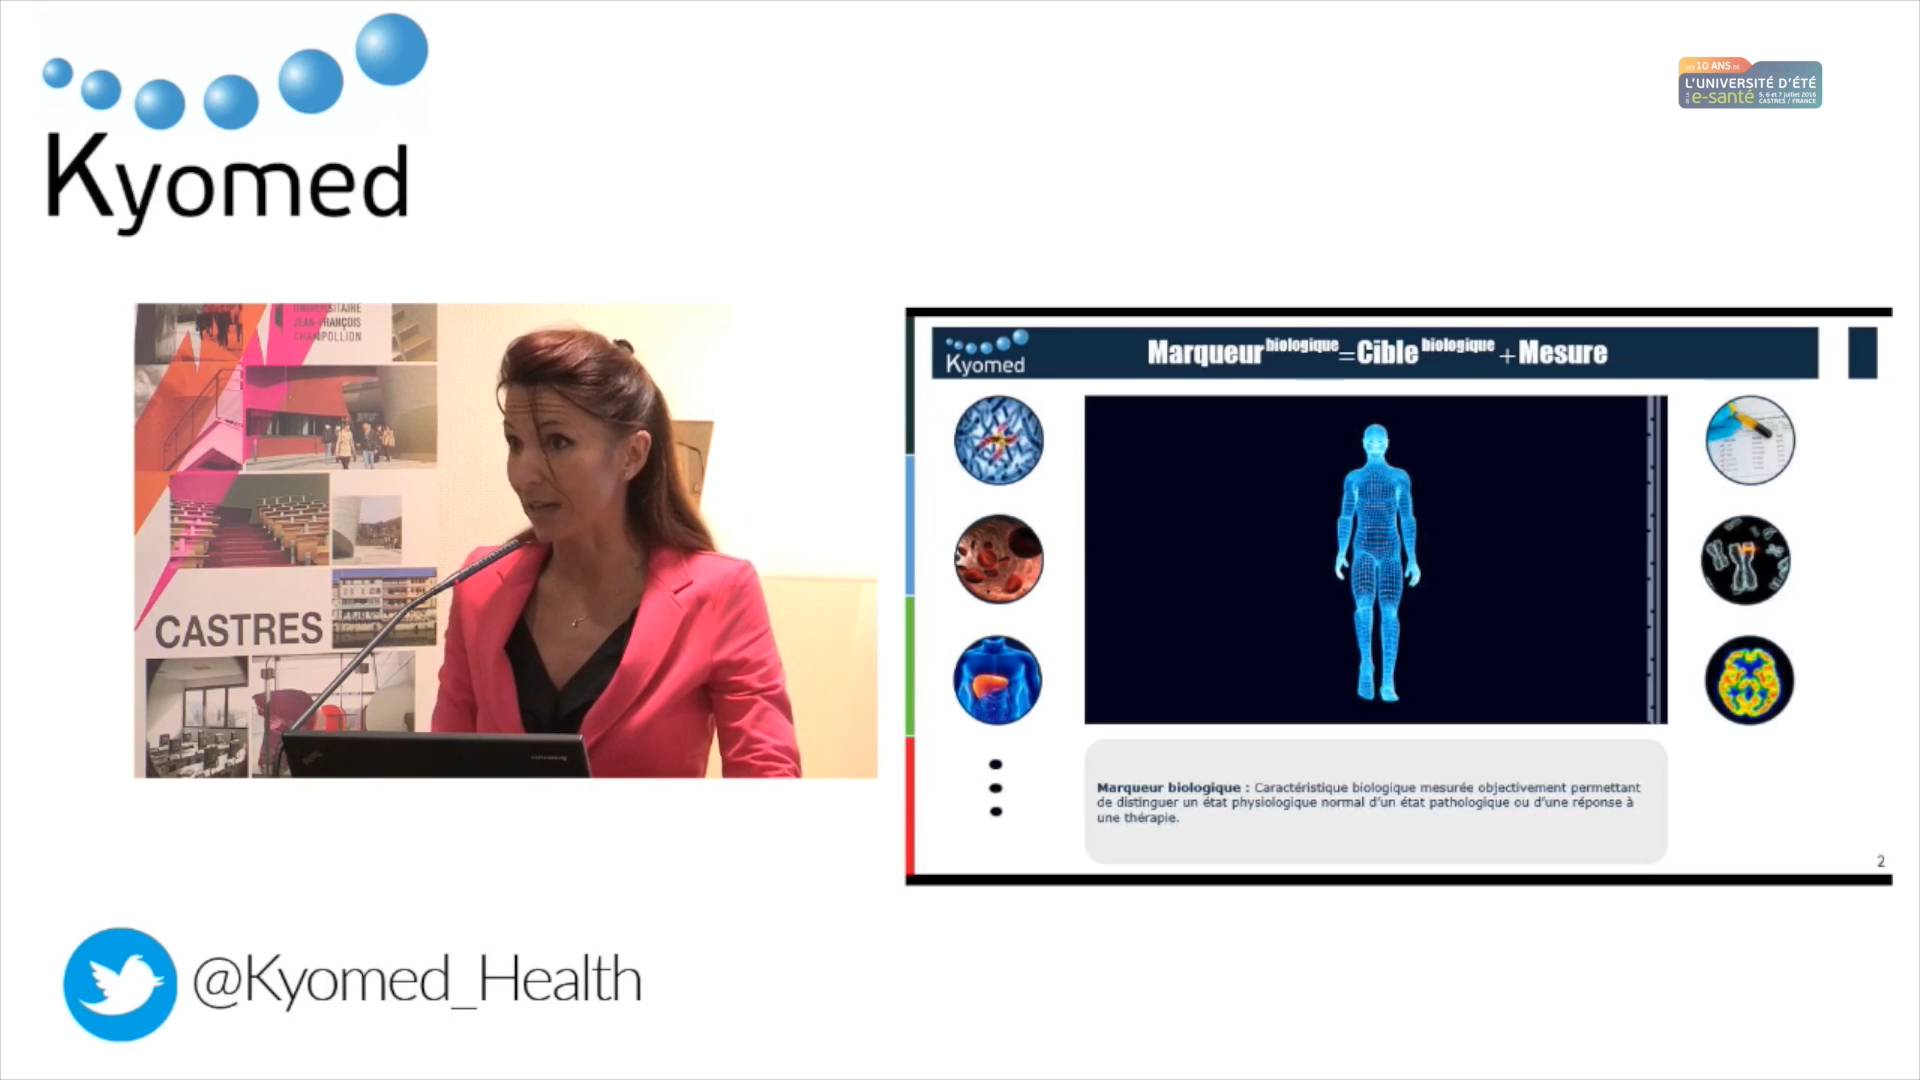 Kyomed
LES 10 ANS DE
L'UNIVERSITÉ D'ÉTÉ
DE LA e-santé 5, 6 et 7 juillet 2016
CASTRES / FRANCE
UNIVERSITAIRE
JEAN-FRANÇOIS
CHAMPOLLION
CASTRES
Kyomed
Marqueur biologique = Cible biologique + Mesure
Marqueur biologique : Caractéristique biologique mesurée objectivement permettant
de distinguer un état physiologique normal d'un état pathologique ou d'une réponse à
une thérapie.
2
@Kyomed_Health